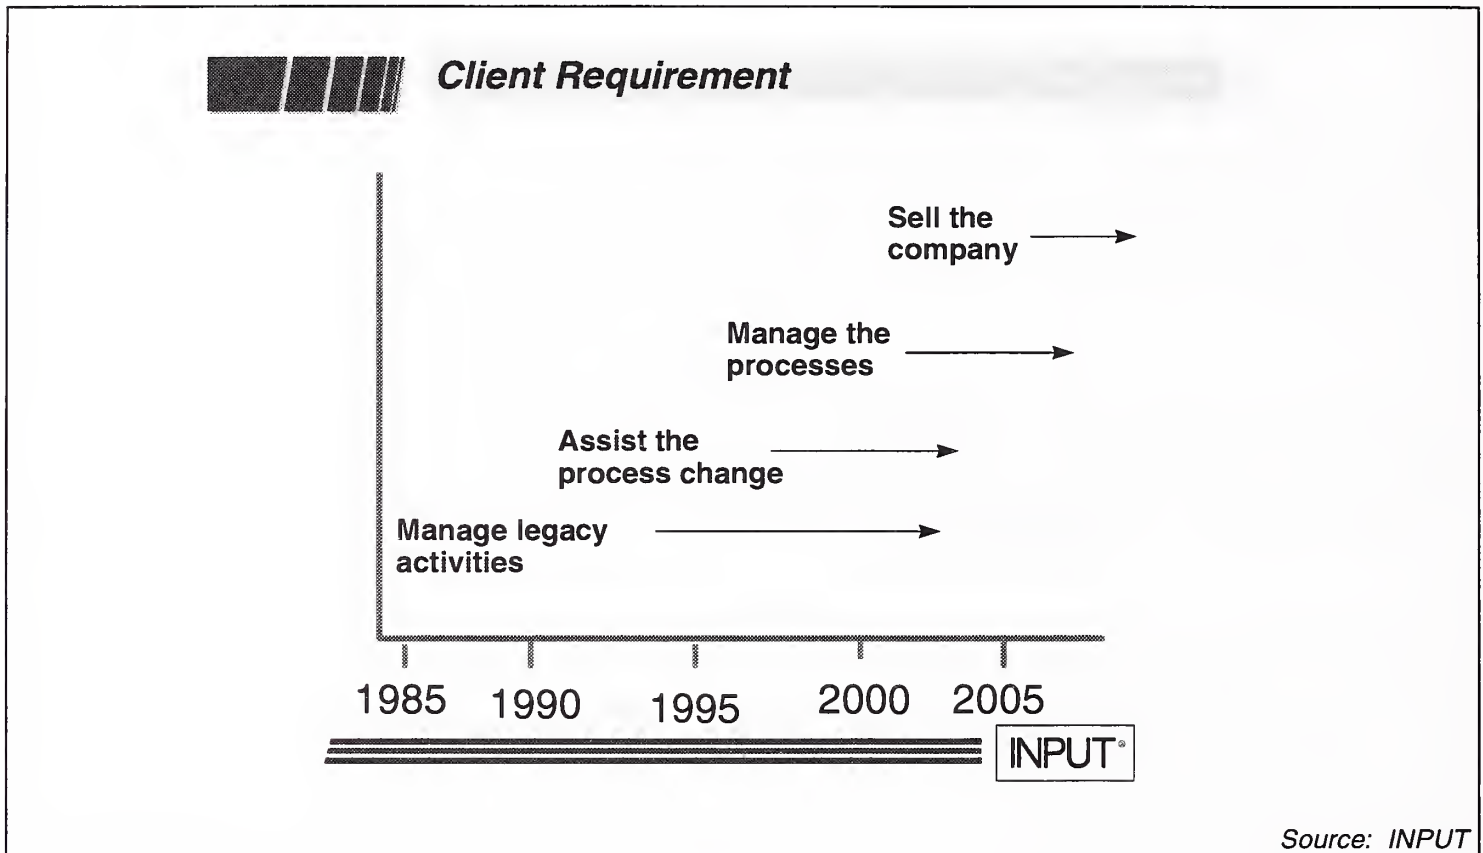 Client Requirement
Sell the
company
Manage the
processes
Assist the
process change
Manage legacy
activities
1985 1990 1995 2000 2005
INPUT®
Source: INPUT